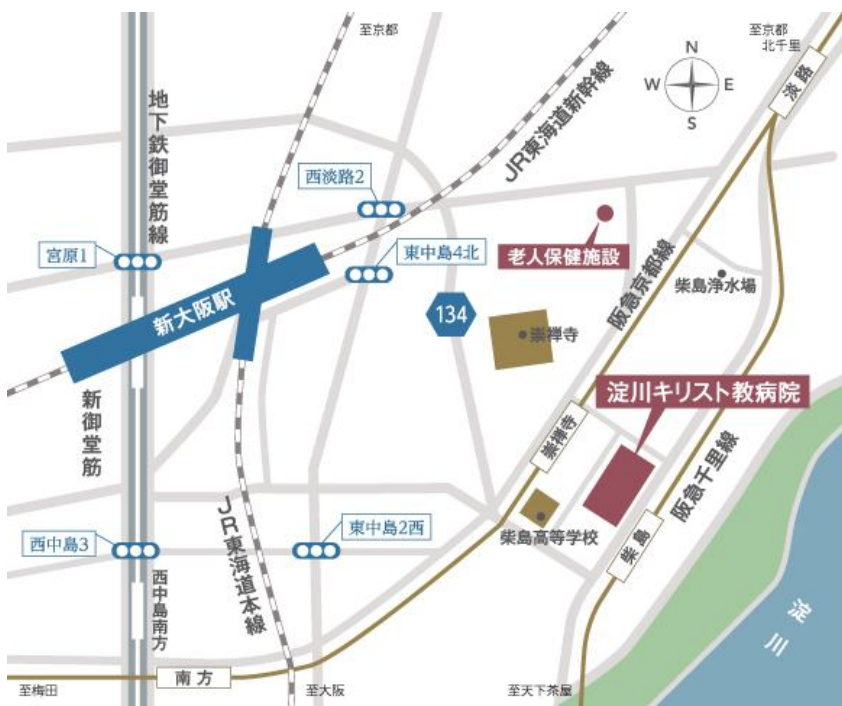 至京都
至京都
北千里
N
W E
S
淡路
地下鉄御堂筋線
JR東海道新幹線
西淡路2
宮原1
東中島4北
老人保健施設
阪急京都線
柴島浄水場
新大阪駅
134
崇禅寺
淀川キリスト教病院
新御堂筋
崇禅寺
阪急千里線
JR東海道本線
西中島3
東中島2西
柴島高等学校
柴島
西中島南方
淀川
南方
至梅田
至大阪
至天下茶屋